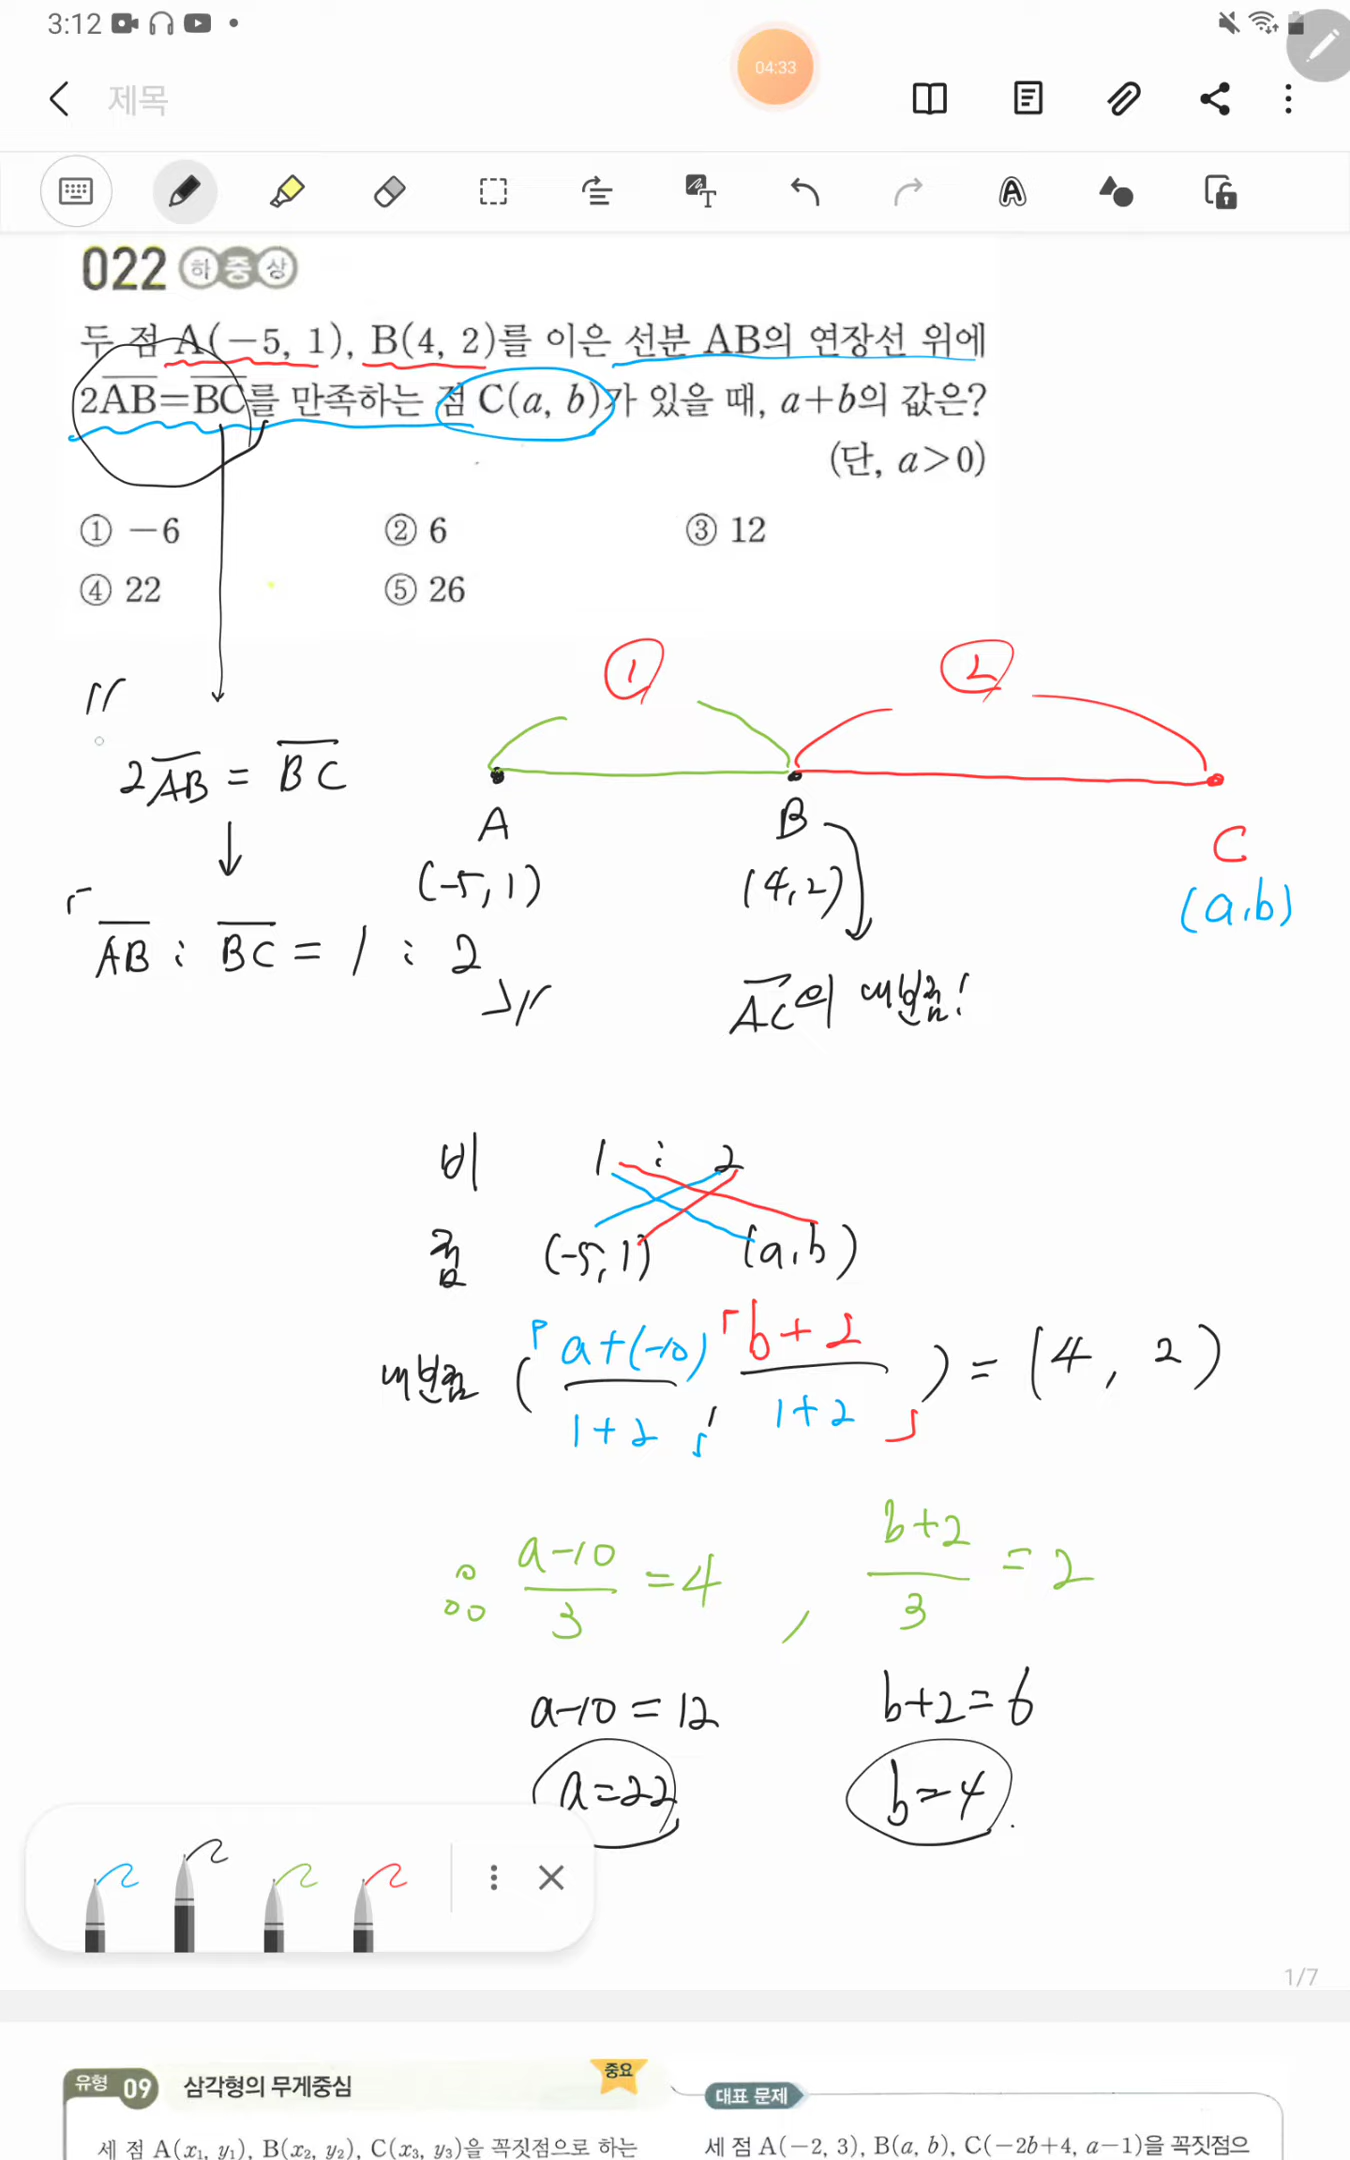 3:12
04:33
제목
022 하 중 상
두 점 A(−5, 1), B(4, 2)를 이은 선분 AB의 연장선 위에
2AB=BC를 만족하는 점 C(a, b)가 있을 때, a+b의 값은?
(단, a>0)
① −6 ② 6 ③ 12
④ 22 ⑤ 26
① ②
2AB = BC
A B C
(-5, 1) (4, 2) (a, b)
AB : BC = 1 : 2
AC의 내분점!
비 1 : 2
점 (-5, 1) (a, b)
내분점 ( a+(-10) / 1+2 , b+2 / 1+2 ) = (4, 2)
∴ a-10 / 3 = 4 , b+2 / 3 = 2
a-10 = 12 b+2 = 6
a=22 b=4
1/7
유형 09 삼각형의 무게중심 중요
대표 문제
세 점 A(x₁, y₁), B(x₂, y₂), C(x₃, y₃)을 꼭짓점으로 하는
세 점 A(−2, 3), B(a, b), C(−2b+4, a−1)을 꼭짓점으